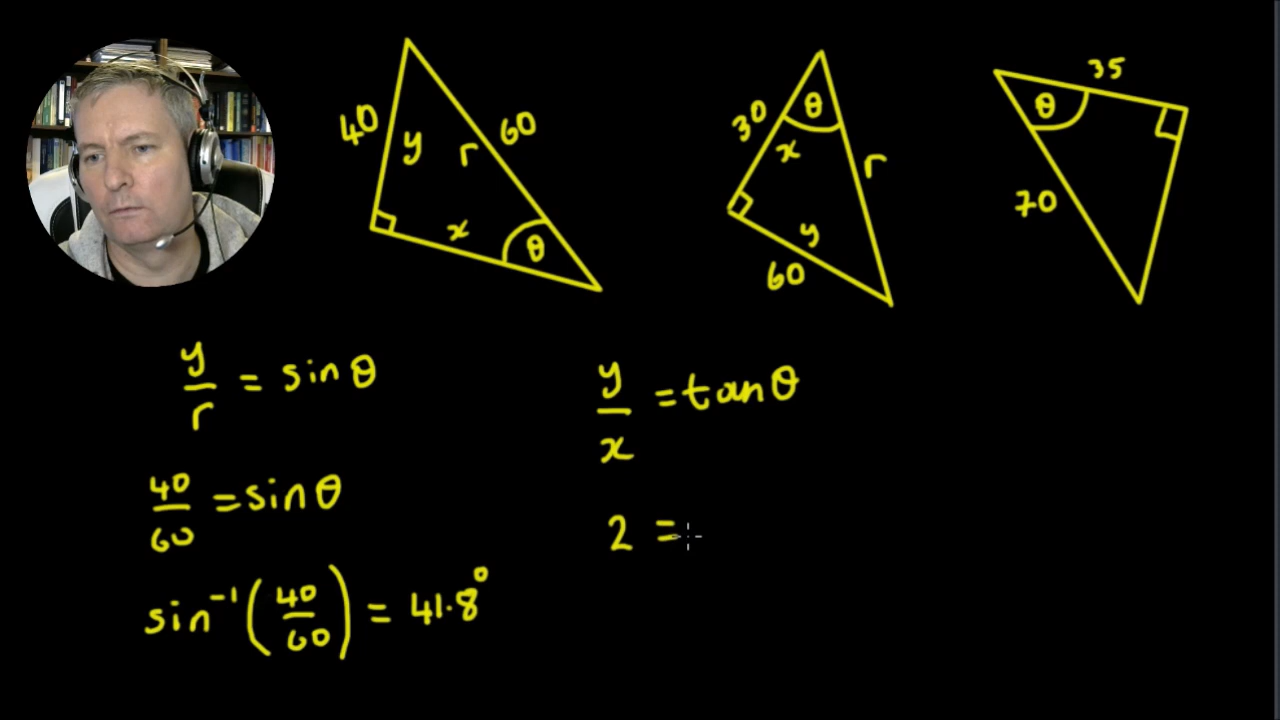 40
y
r
60
x
θ
30
θ
x
r
y
60
35
θ
70
y/r = sin θ
40/60 = sin θ
sin⁻¹(40/60) = 41.8°
y/x = tan θ
2 =